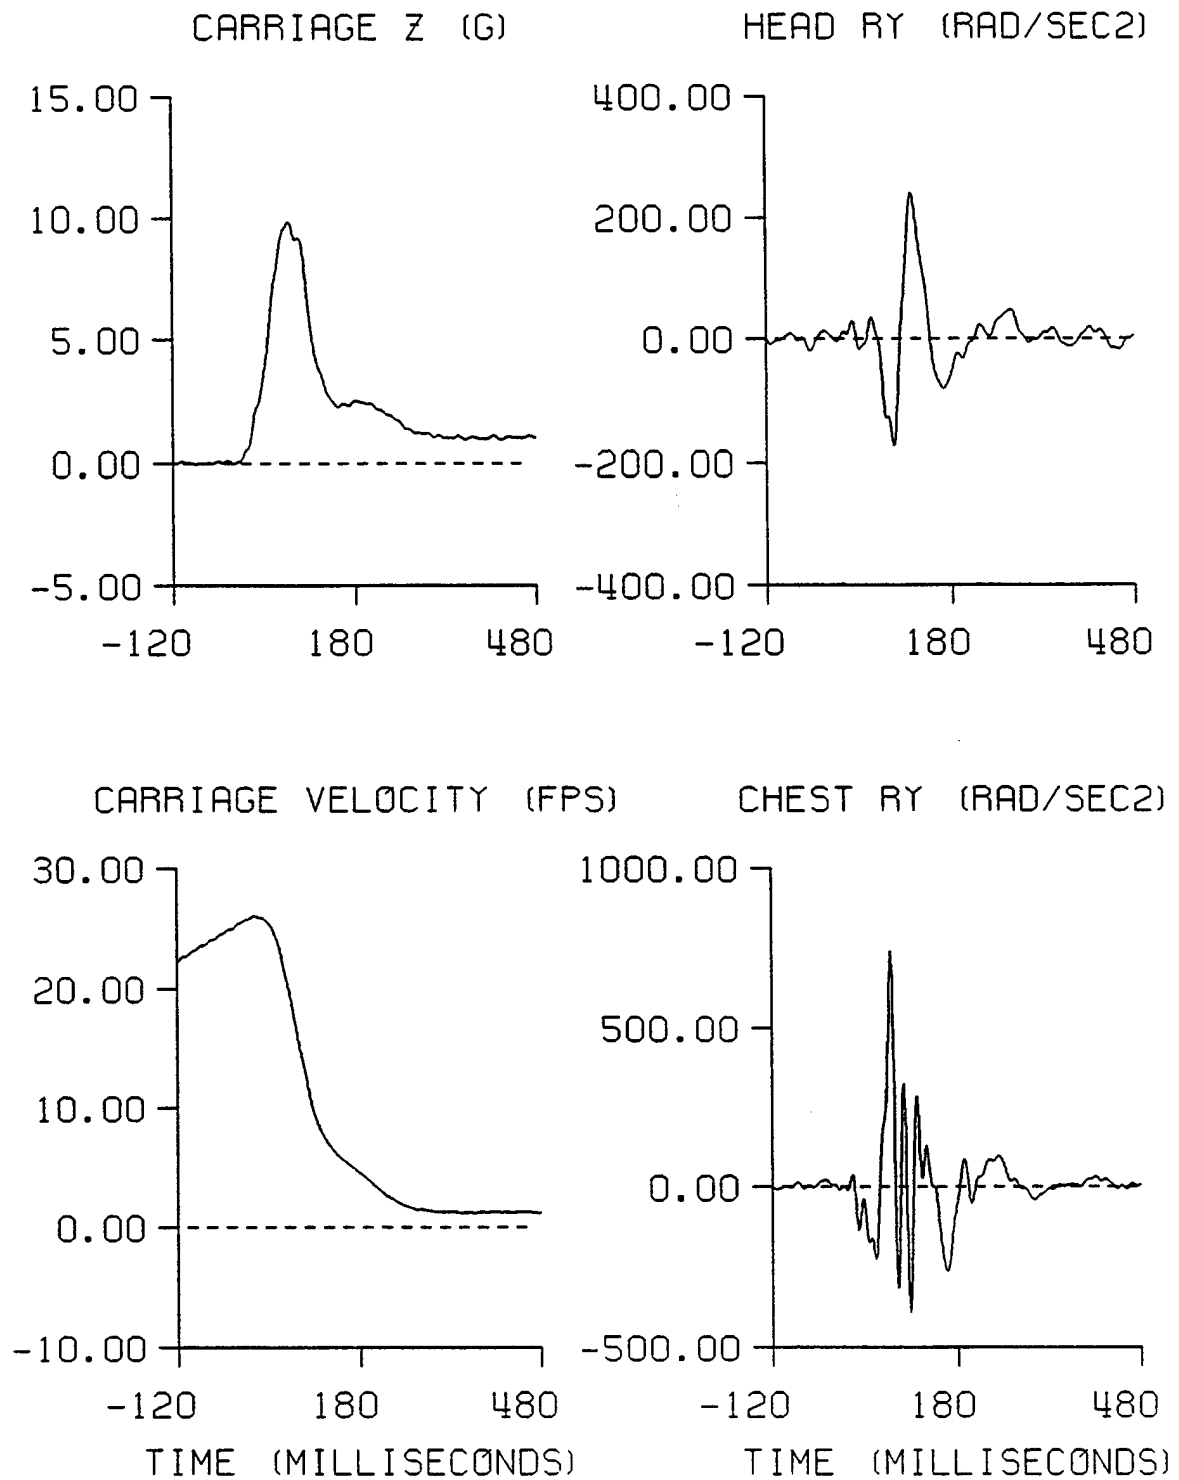 CARRIAGE Z (G)
15.00
10.00
5.00
0.00
-5.00
-120 180 480
HEAD RY (RAD/SEC2)
400.00
200.00
0.00
-200.00
-400.00
-120 180 480
CARRIAGE VELOCITY (FPS)
30.00
20.00
10.00
0.00
-10.00
-120 180 480
TIME (MILLISECONDS)
CHEST RY (RAD/SEC2)
1000.00
500.00
0.00
-500.00
-120 180 480
TIME (MILLISECONDS)